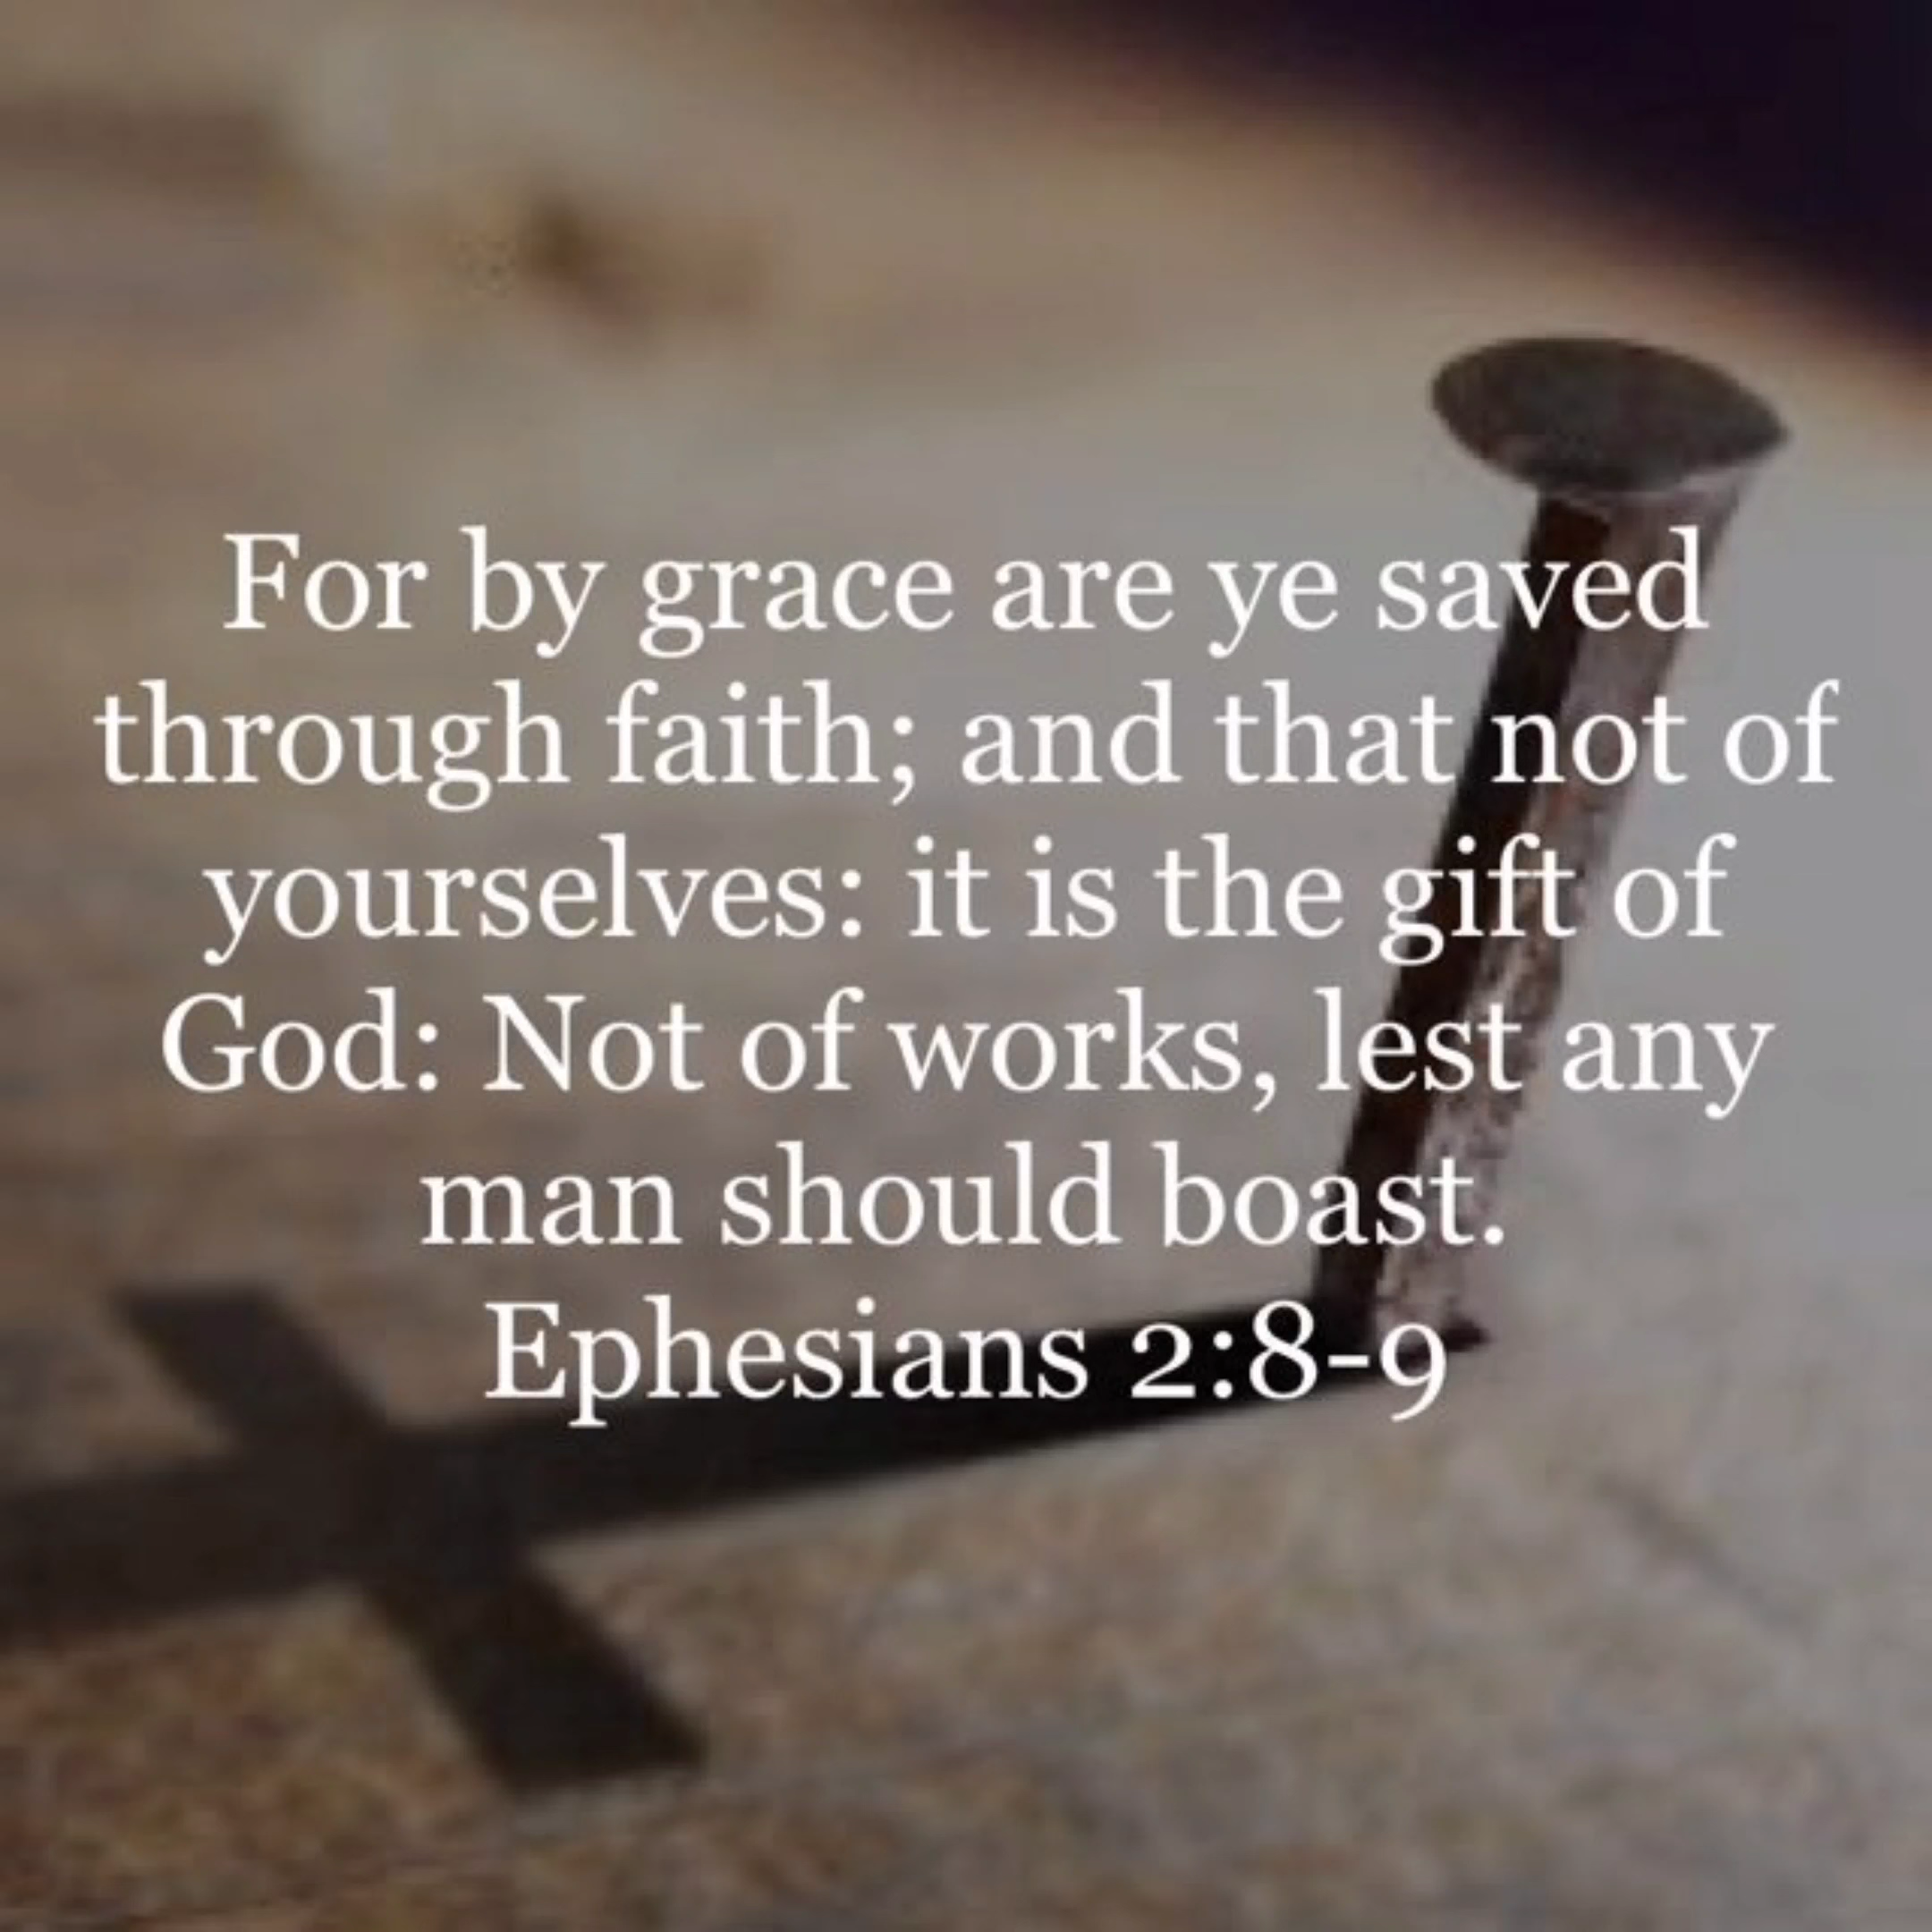 For by grace are ye saved
through faith; and that not of
yourselves: it is the gift of
God: Not of works, lest any
man should boast.
Ephesians 2:8-9